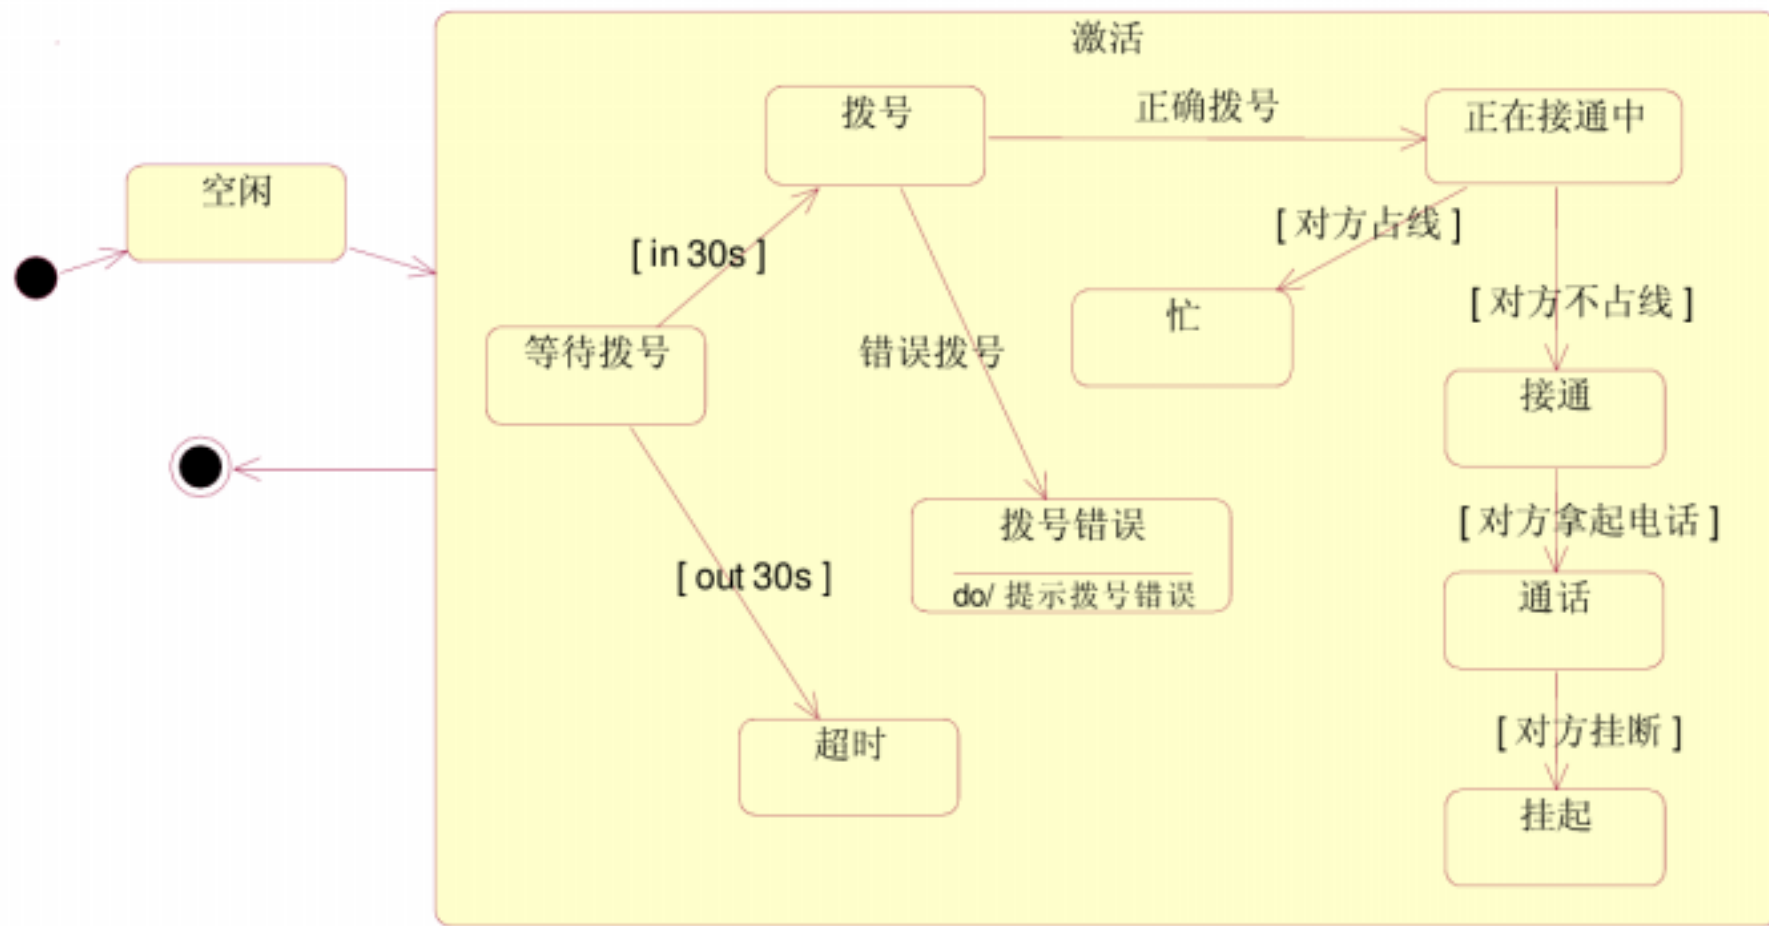 激活
拨号
正确拨号
正在接通中
空闲
[ in 30s ]
[ 对方占线 ]
等待拨号
错误拨号
忙
[ 对方不占线 ]
接通
[ out 30s ]
拨号错误
do/ 提示拨号错误
[ 对方拿起电话 ]
通话
超时
[ 对方挂断 ]
挂起